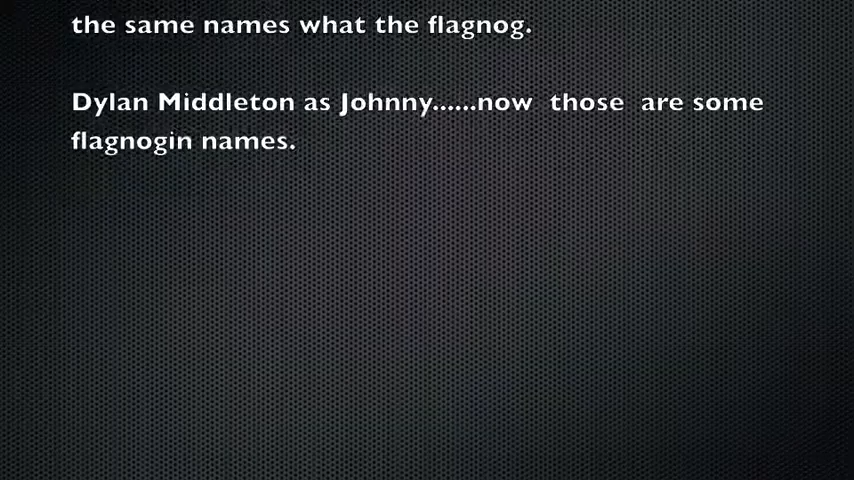 the same names what the flagnog.
Dylan Middleton as Johnny......now  those  are some
flagnogin names.